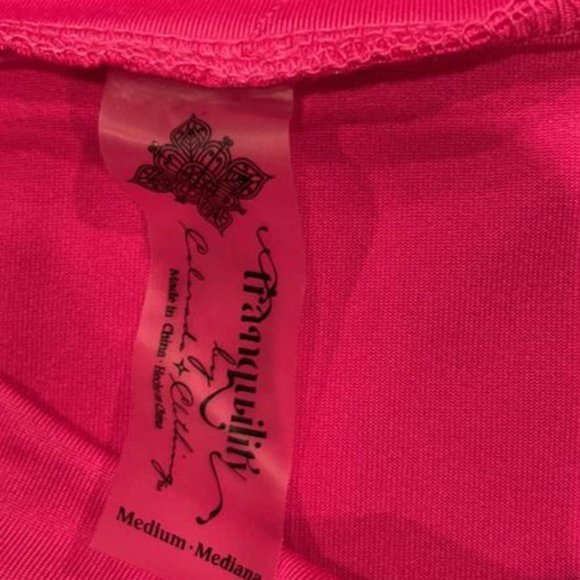 tranquility
by
Colorado Clothing
Made in China · Hecho en China
Medium · Mediana